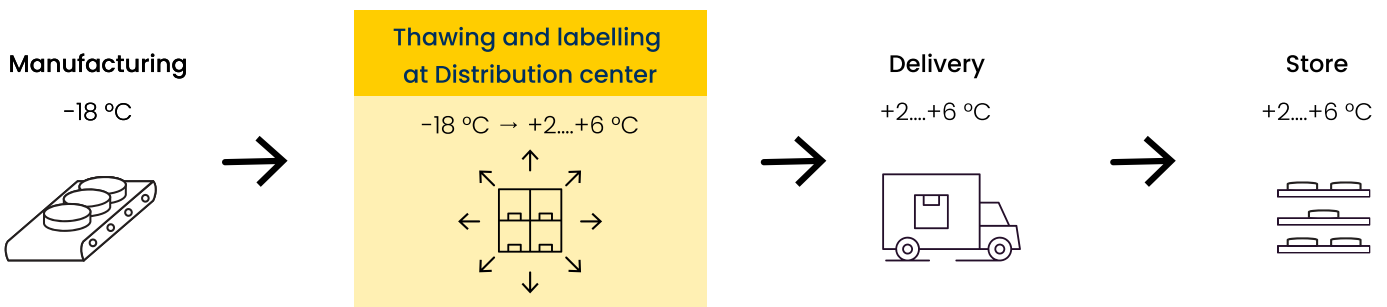 Manufacturing
-18 ºC
Thawing and labelling
at Distribution center
-18 ºC → +2....+6 ºC
Delivery
+2....+6 ºC
Store
+2....+6 ºC